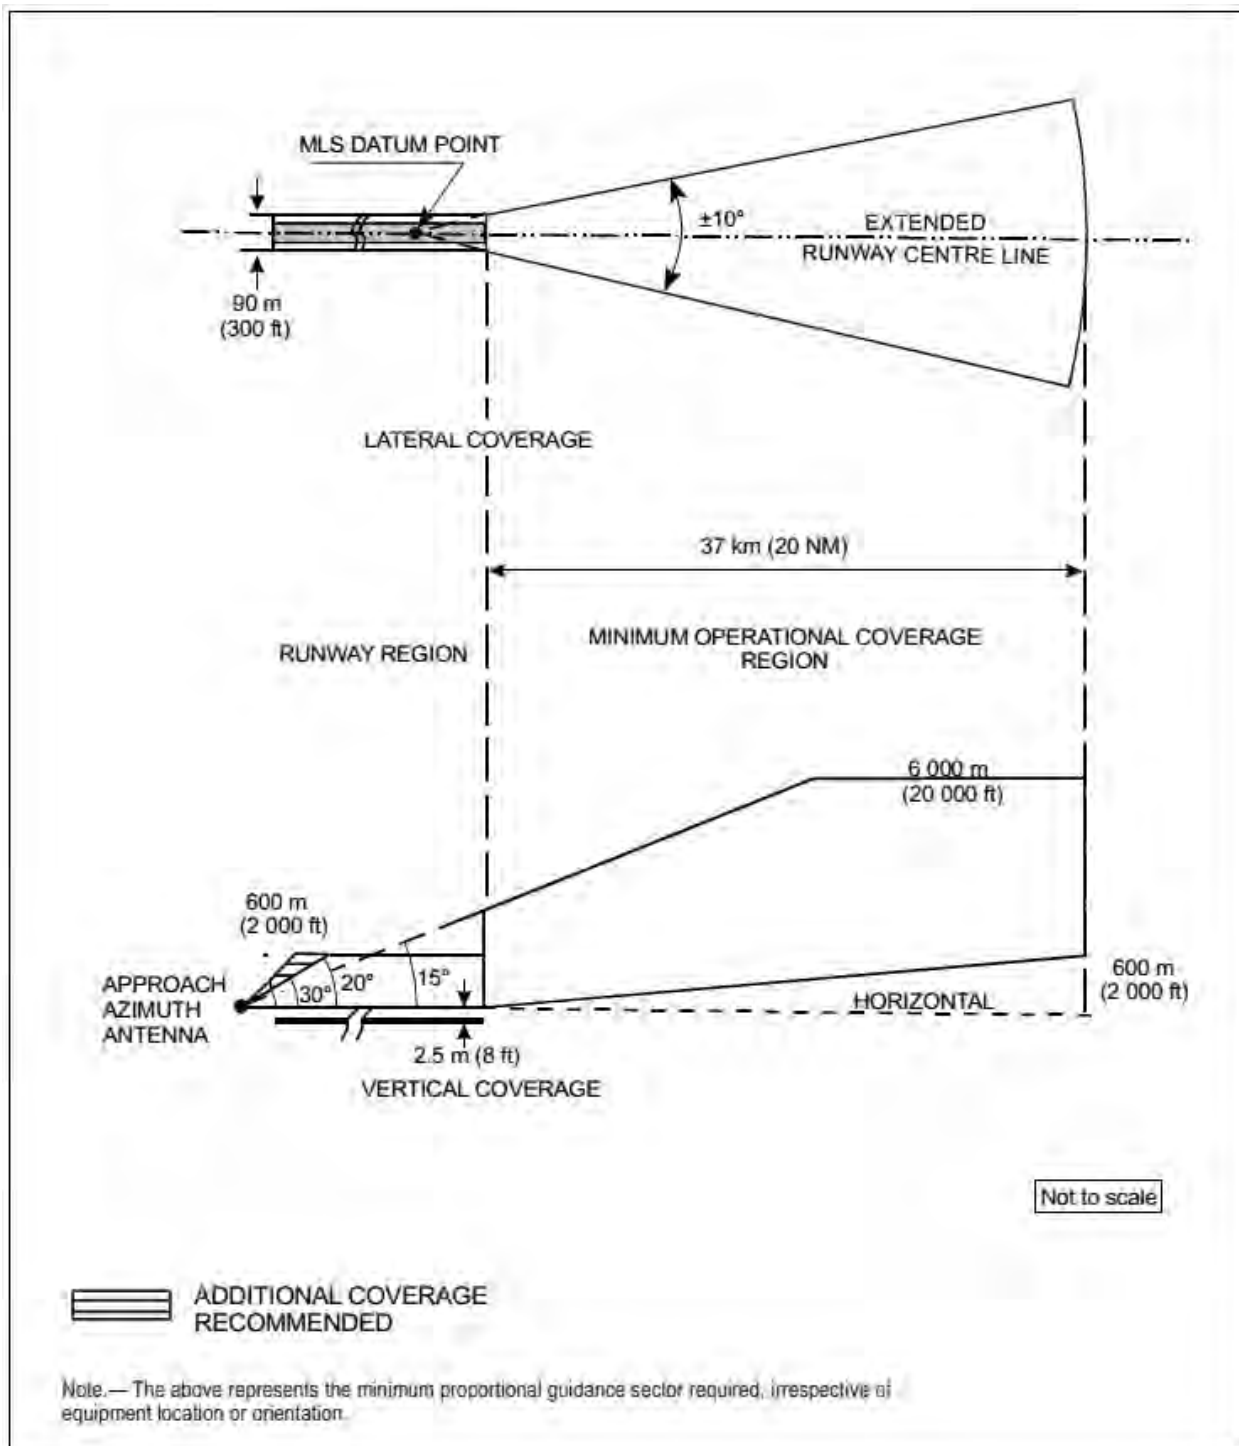 MLS DATUM POINT
±10°
EXTENDED
RUNWAY CENTRE LINE
90 m
(300 ft)
LATERAL COVERAGE
37 km (20 NM)
RUNWAY REGION
MINIMUM OPERATIONAL COVERAGE
REGION
6 000 m
(20 000 ft)
600 m
(2 000 ft)
APPROACH
AZIMUTH
ANTENNA
30°
20°
15°
HORIZONTAL
600 m
(2 000 ft)
2.5 m (8 ft)
VERTICAL COVERAGE
Not to scale
ADDITIONAL COVERAGE
RECOMMENDED
Note.— The above represents the minimum proportional guidance sector required, irrespective of
equipment location or orientation.